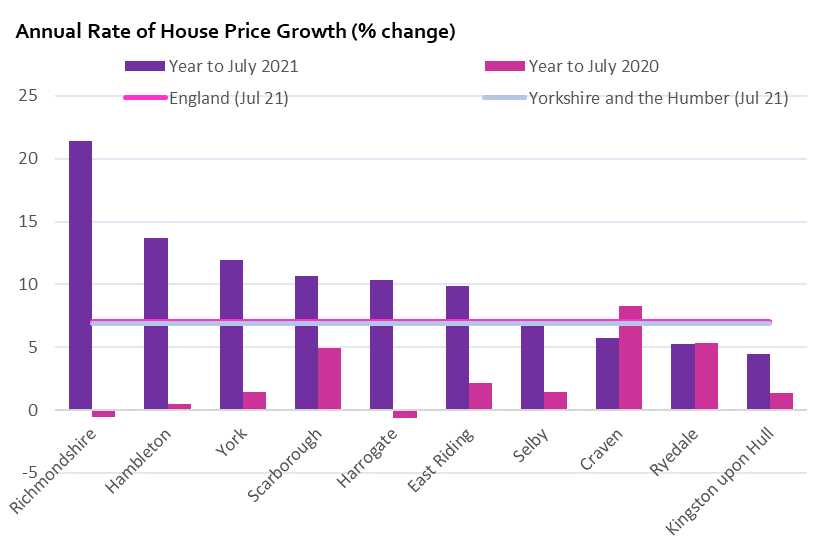 Annual Rate of House Price Growth (% change)
Year to July 2021
Year to July 2020
England (Jul 21)
Yorkshire and the Humber (Jul 21)
25
20
15
10
5
0
-5
Richmondshire
Hambleton
York
Scarborough
Harrogate
East Riding
Selby
Craven
Ryedale
Kingston upon Hull